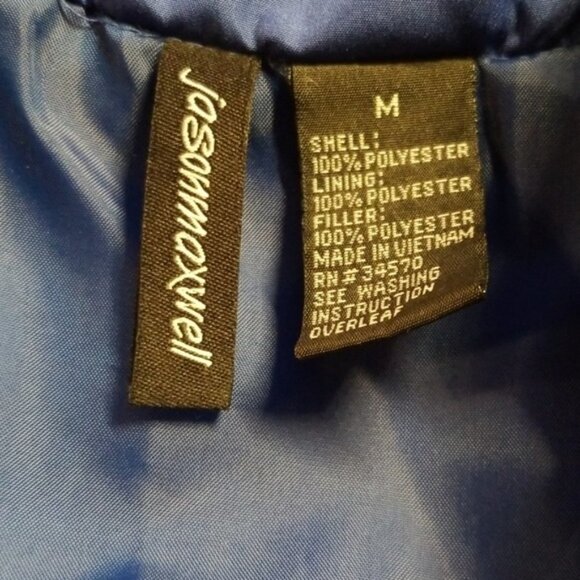 jasonmaxwell
M
SHELL:
100% POLYESTER
LINING:
100% POLYESTER
FILLER:
100% POLYESTER
MADE IN VIETNAM
RN#34570
SEE WASHING
INSTRUCTION
OVERLEAF